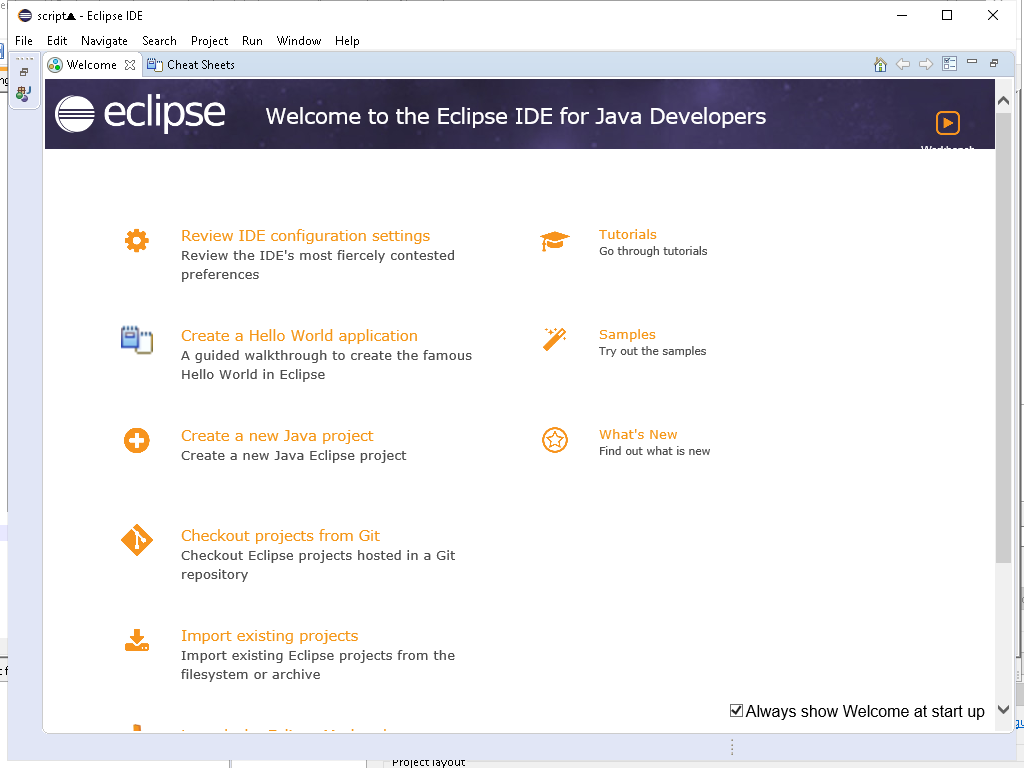 script▲ - Eclipse IDE
File Edit Navigate Search Project Run Window Help
Welcome Cheat Sheets
eclipse Welcome to the Eclipse IDE for Java Developers
Workbench
Review IDE configuration settings
Review the IDE's most fiercely contested
preferences
Tutorials
Go through tutorials
Create a Hello World application
A guided walkthrough to create the famous
Hello World in Eclipse
Samples
Try out the samples
Create a new Java project
Create a new Java Eclipse project
What's New
Find out what is new
Checkout projects from Git
Checkout Eclipse projects hosted in a Git
repository
Import existing projects
Import existing Eclipse projects from the
filesystem or archive
Always show Welcome at start up
Project layout